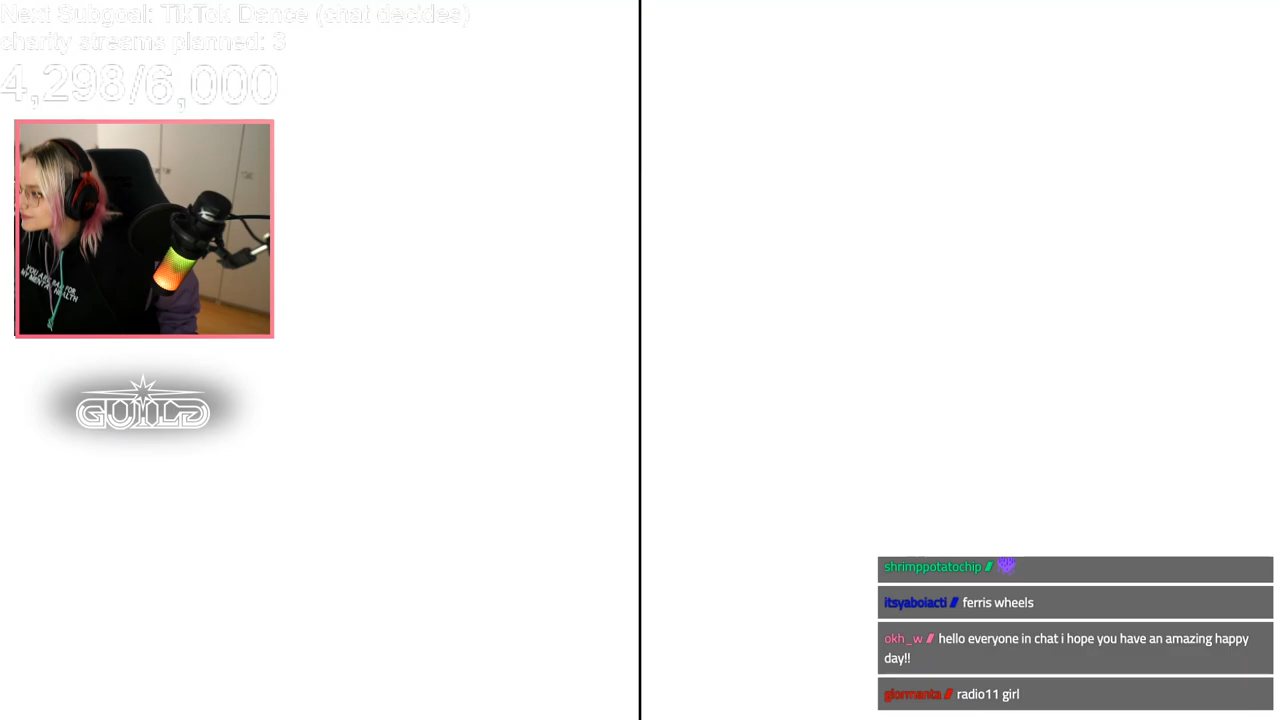 Next Subgoal: TikTok Dance (chat decides)
charity streams planned: 3
4,298/6,000
GUILD
shrimppotatochip //
itsyaboiacti // ferris wheels
okh_w // hello everyone in chat i hope you have an amazing happy
day!!
glormanta // radio11 girl